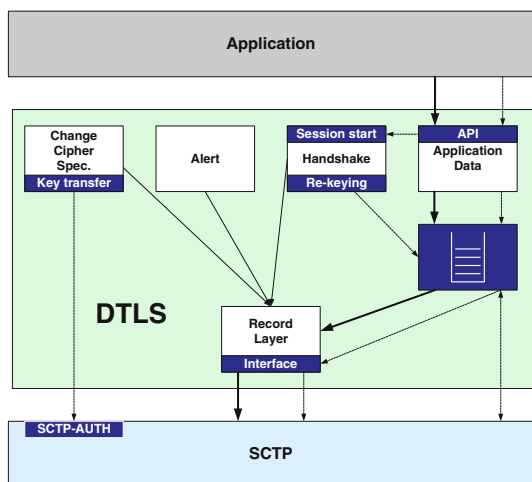 Application
Change
Cipher
Spec.
Key transfer
Alert
Session start
Handshake
Re-keying
API
Application
Data
DTLS
Record
Layer
Interface
SCTP-AUTH
SCTP